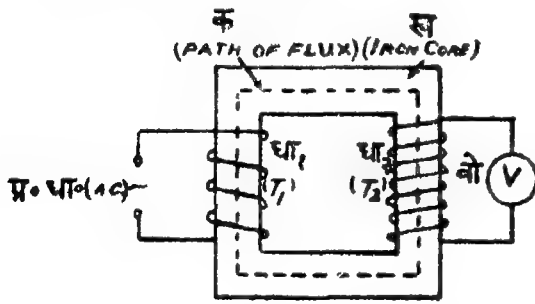 क ख
(PATH OF FLUX) (IRON CORE)
घा₁ घा₂
प्र॰ धा॰ (AC) (T₁) (T₂) वो V